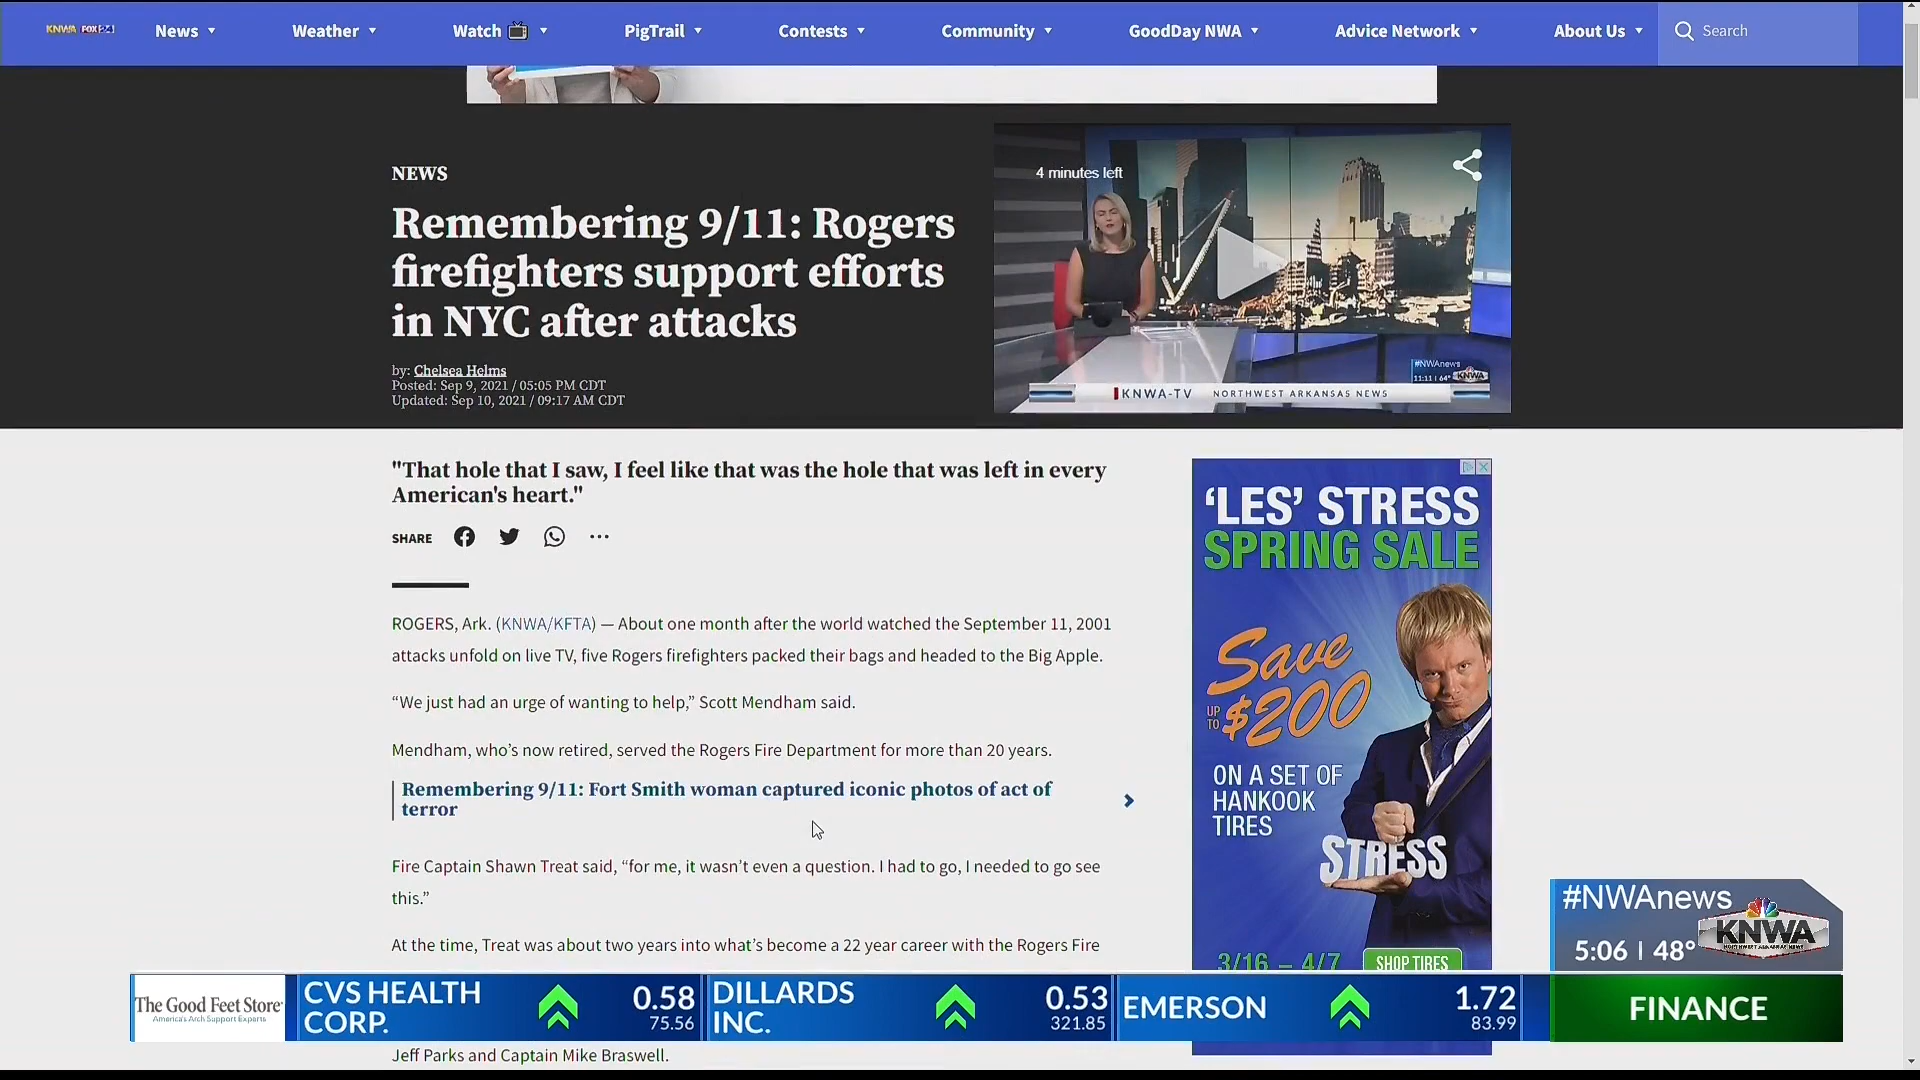 KNWA FOX24
News
Weather
Watch
PigTrail
Contests
Community
GoodDay NWA
Advice Network
About Us
Search
NEWS
Remembering 9/11: Rogers
firefighters support efforts
in NYC after attacks
by: Chelsea Helms
Posted: Sep 9, 2021 / 05:05 PM CDT
Updated: Sep 10, 2021 / 09:17 AM CDT
4 minutes left
#NWAnews
11:11 | 64°
KNWA
KNWA-TV NORTHWEST ARKANSAS NEWS
"That hole that I saw, I feel like that was the hole that was left in every
American's heart."
SHARE
ROGERS, Ark. (KNWA/KFTA) — About one month after the world watched the September 11, 2001
attacks unfold on live TV, five Rogers firefighters packed their bags and headed to the Big Apple.
“We just had an urge of wanting to help,” Scott Mendham said.
Mendham, who’s now retired, served the Rogers Fire Department for more than 20 years.
Remembering 9/11: Fort Smith woman captured iconic photos of act of
terror
Fire Captain Shawn Treat said, “for me, it wasn’t even a question. I had to go, I needed to go see
this.”
At the time, Treat was about two years into what’s become a 22 year career with the Rogers Fire
Jeff Parks and Captain Mike Braswell.
‘LES’ STRESS
SPRING SALE
Save
UP TO $200
ON A SET OF
HANKOOK
TIRES
STRESS
3/16 – 4/7
SHOP TIRES
#NWAnews
KNWA
NORTHWEST ARKANSAS NEWS
5:06 | 48°
The Good Feet Store
America's Arch Support Experts
CVS HEALTH
CORP.
0.58
75.56
DILLARDS
INC.
0.53
321.85
EMERSON
1.72
83.99
FINANCE